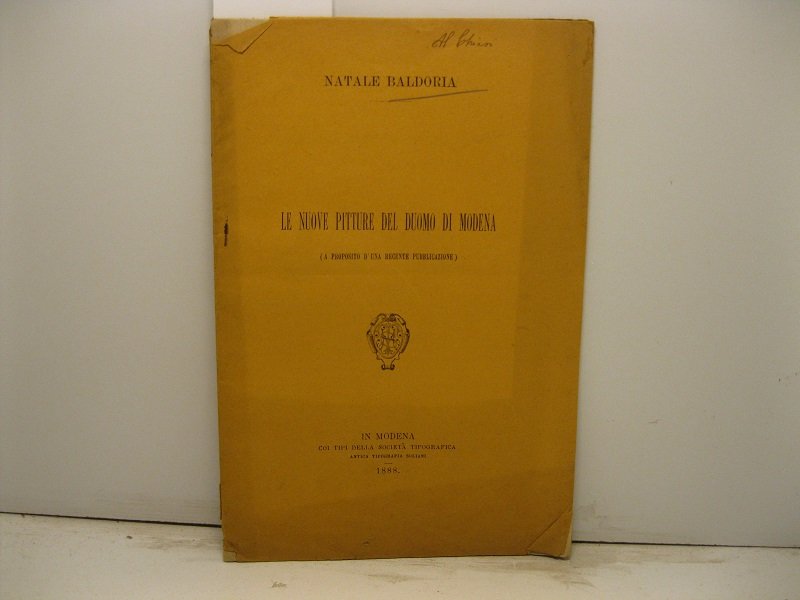 Al
NATALE BALDORIA
LE NUOVE PITTURE DEL DUOMO DI MODENA
(A PROPOSITO D'UNA RECENTE PUBBLICAZIONE)
IN MODENA
COI TIPI DELLA SOCIETÀ TIPOGRAFICA
ANTICA TIPOGRAFIA SOLIANI
1888.